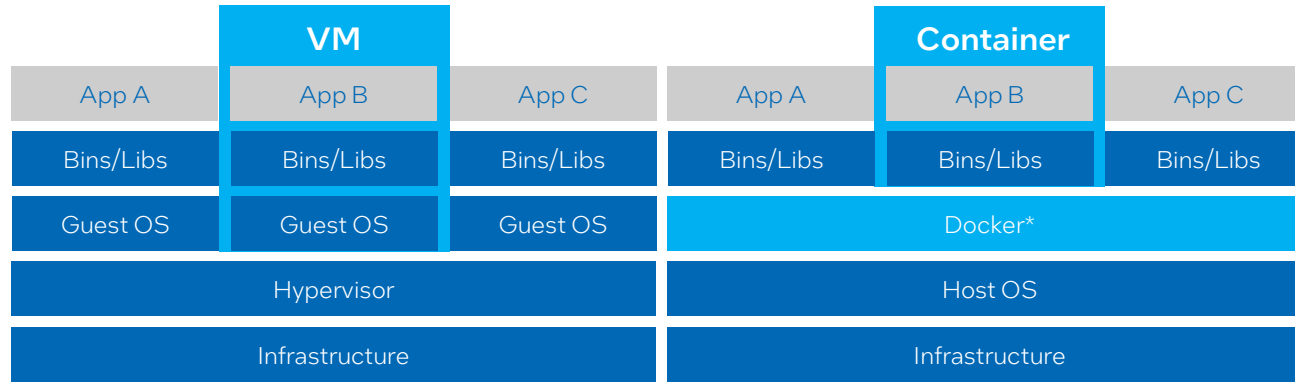 VM
App A App B App C
Bins/Libs Bins/Libs Bins/Libs
Guest OS Guest OS Guest OS
Hypervisor
Infrastructure
Container
App A App B App C
Bins/Libs Bins/Libs Bins/Libs
Docker*
Host OS
Infrastructure